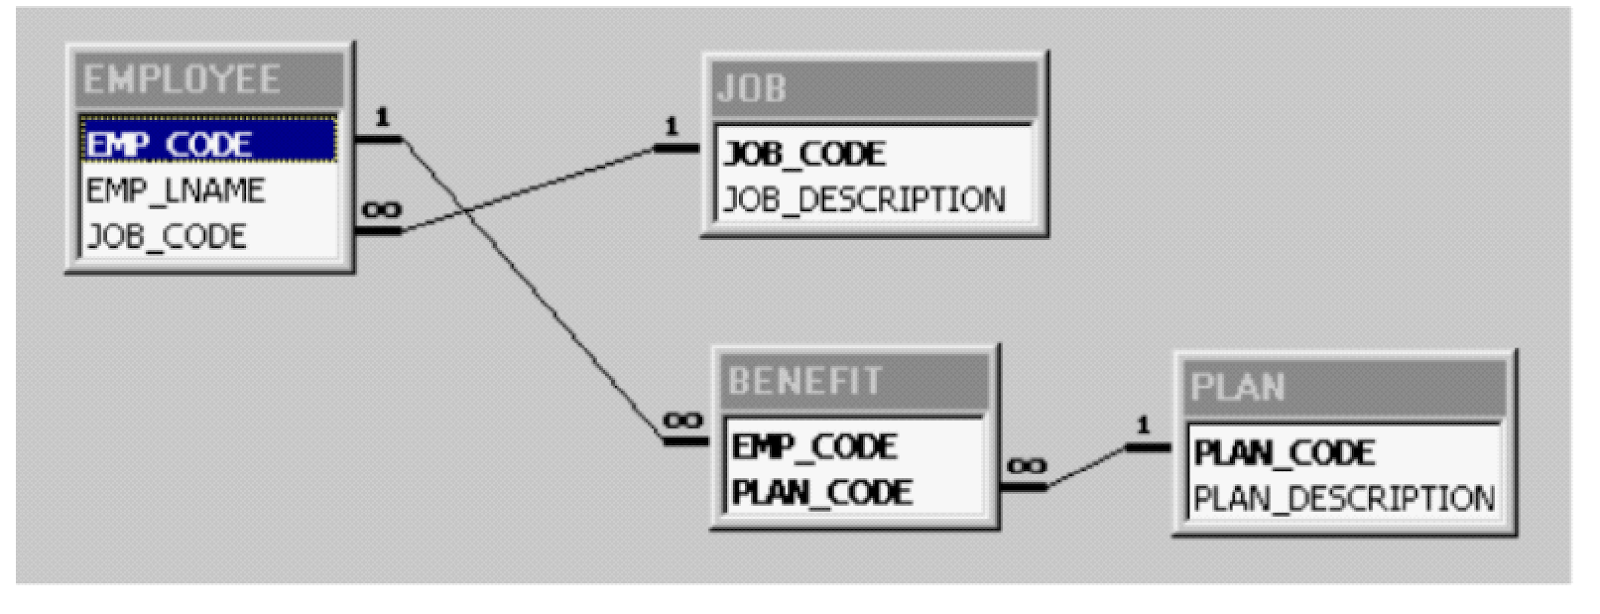 EMPLOYEE
EMP_CODE
EMP_LNAME
JOB_CODE
1
∞
JOB
1
JOB_CODE
JOB_DESCRIPTION
BENEFIT
∞
EMP_CODE
PLAN_CODE
∞
PLAN
1
PLAN_CODE
PLAN_DESCRIPTION